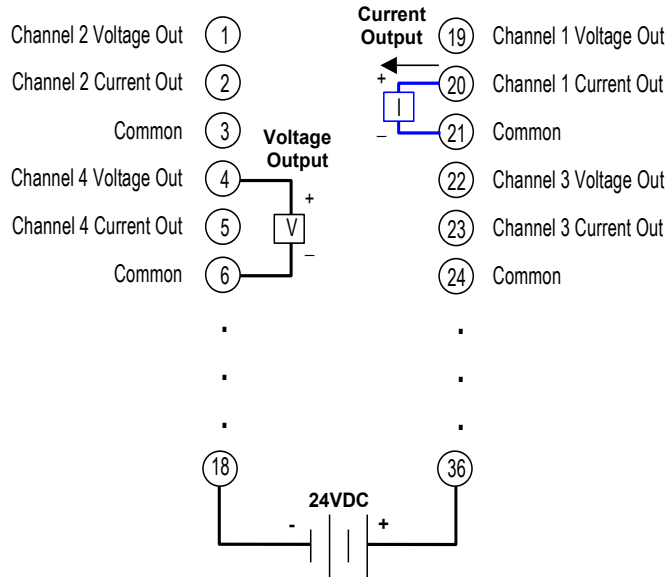 Channel 2 Voltage Out 1
Channel 2 Current Out 2
Common 3
Channel 4 Voltage Out 4
Channel 4 Current Out 5
Common 6
Voltage
Output
+
V
–
.
.
.
18
Current
Output
19 Channel 1 Voltage Out
+
I
–
20 Channel 1 Current Out
21 Common
22 Channel 3 Voltage Out
23 Channel 3 Current Out
24 Common
.
.
.
36
24VDC
- +